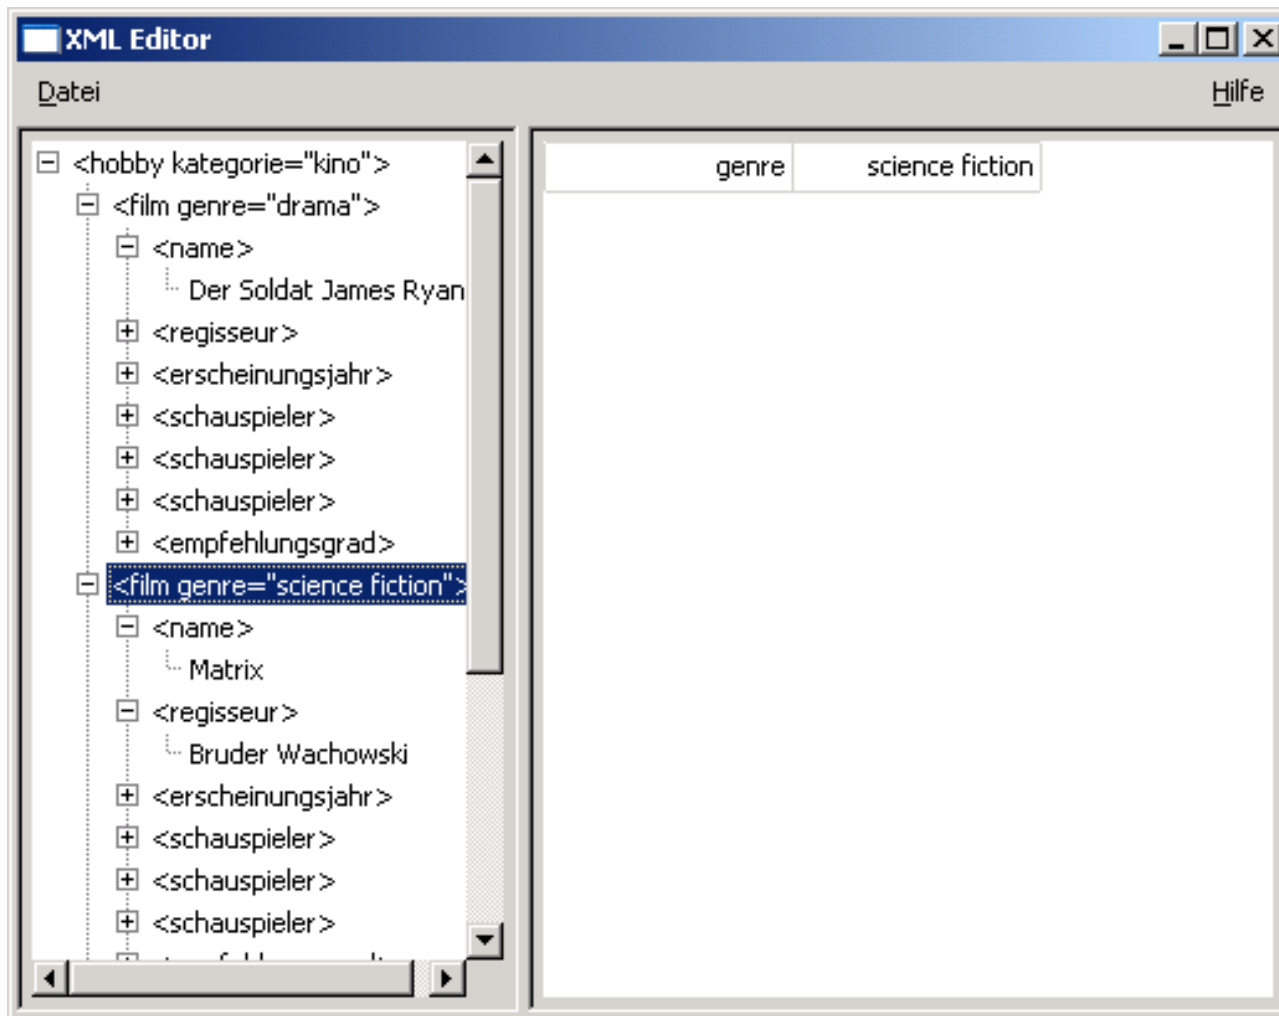 XML Editor
Datei Hilfe
<hobby kategorie="kino">
<film genre="drama">
<name>
Der Soldat James Ryan
<regisseur>
<erscheinungsjahr>
<schauspieler>
<schauspieler>
<schauspieler>
<empfehlungsgrad>
<film genre="science fiction">
<name>
Matrix
<regisseur>
Bruder Wachowski
<erscheinungsjahr>
<schauspieler>
<schauspieler>
<schauspieler>
genre science fiction